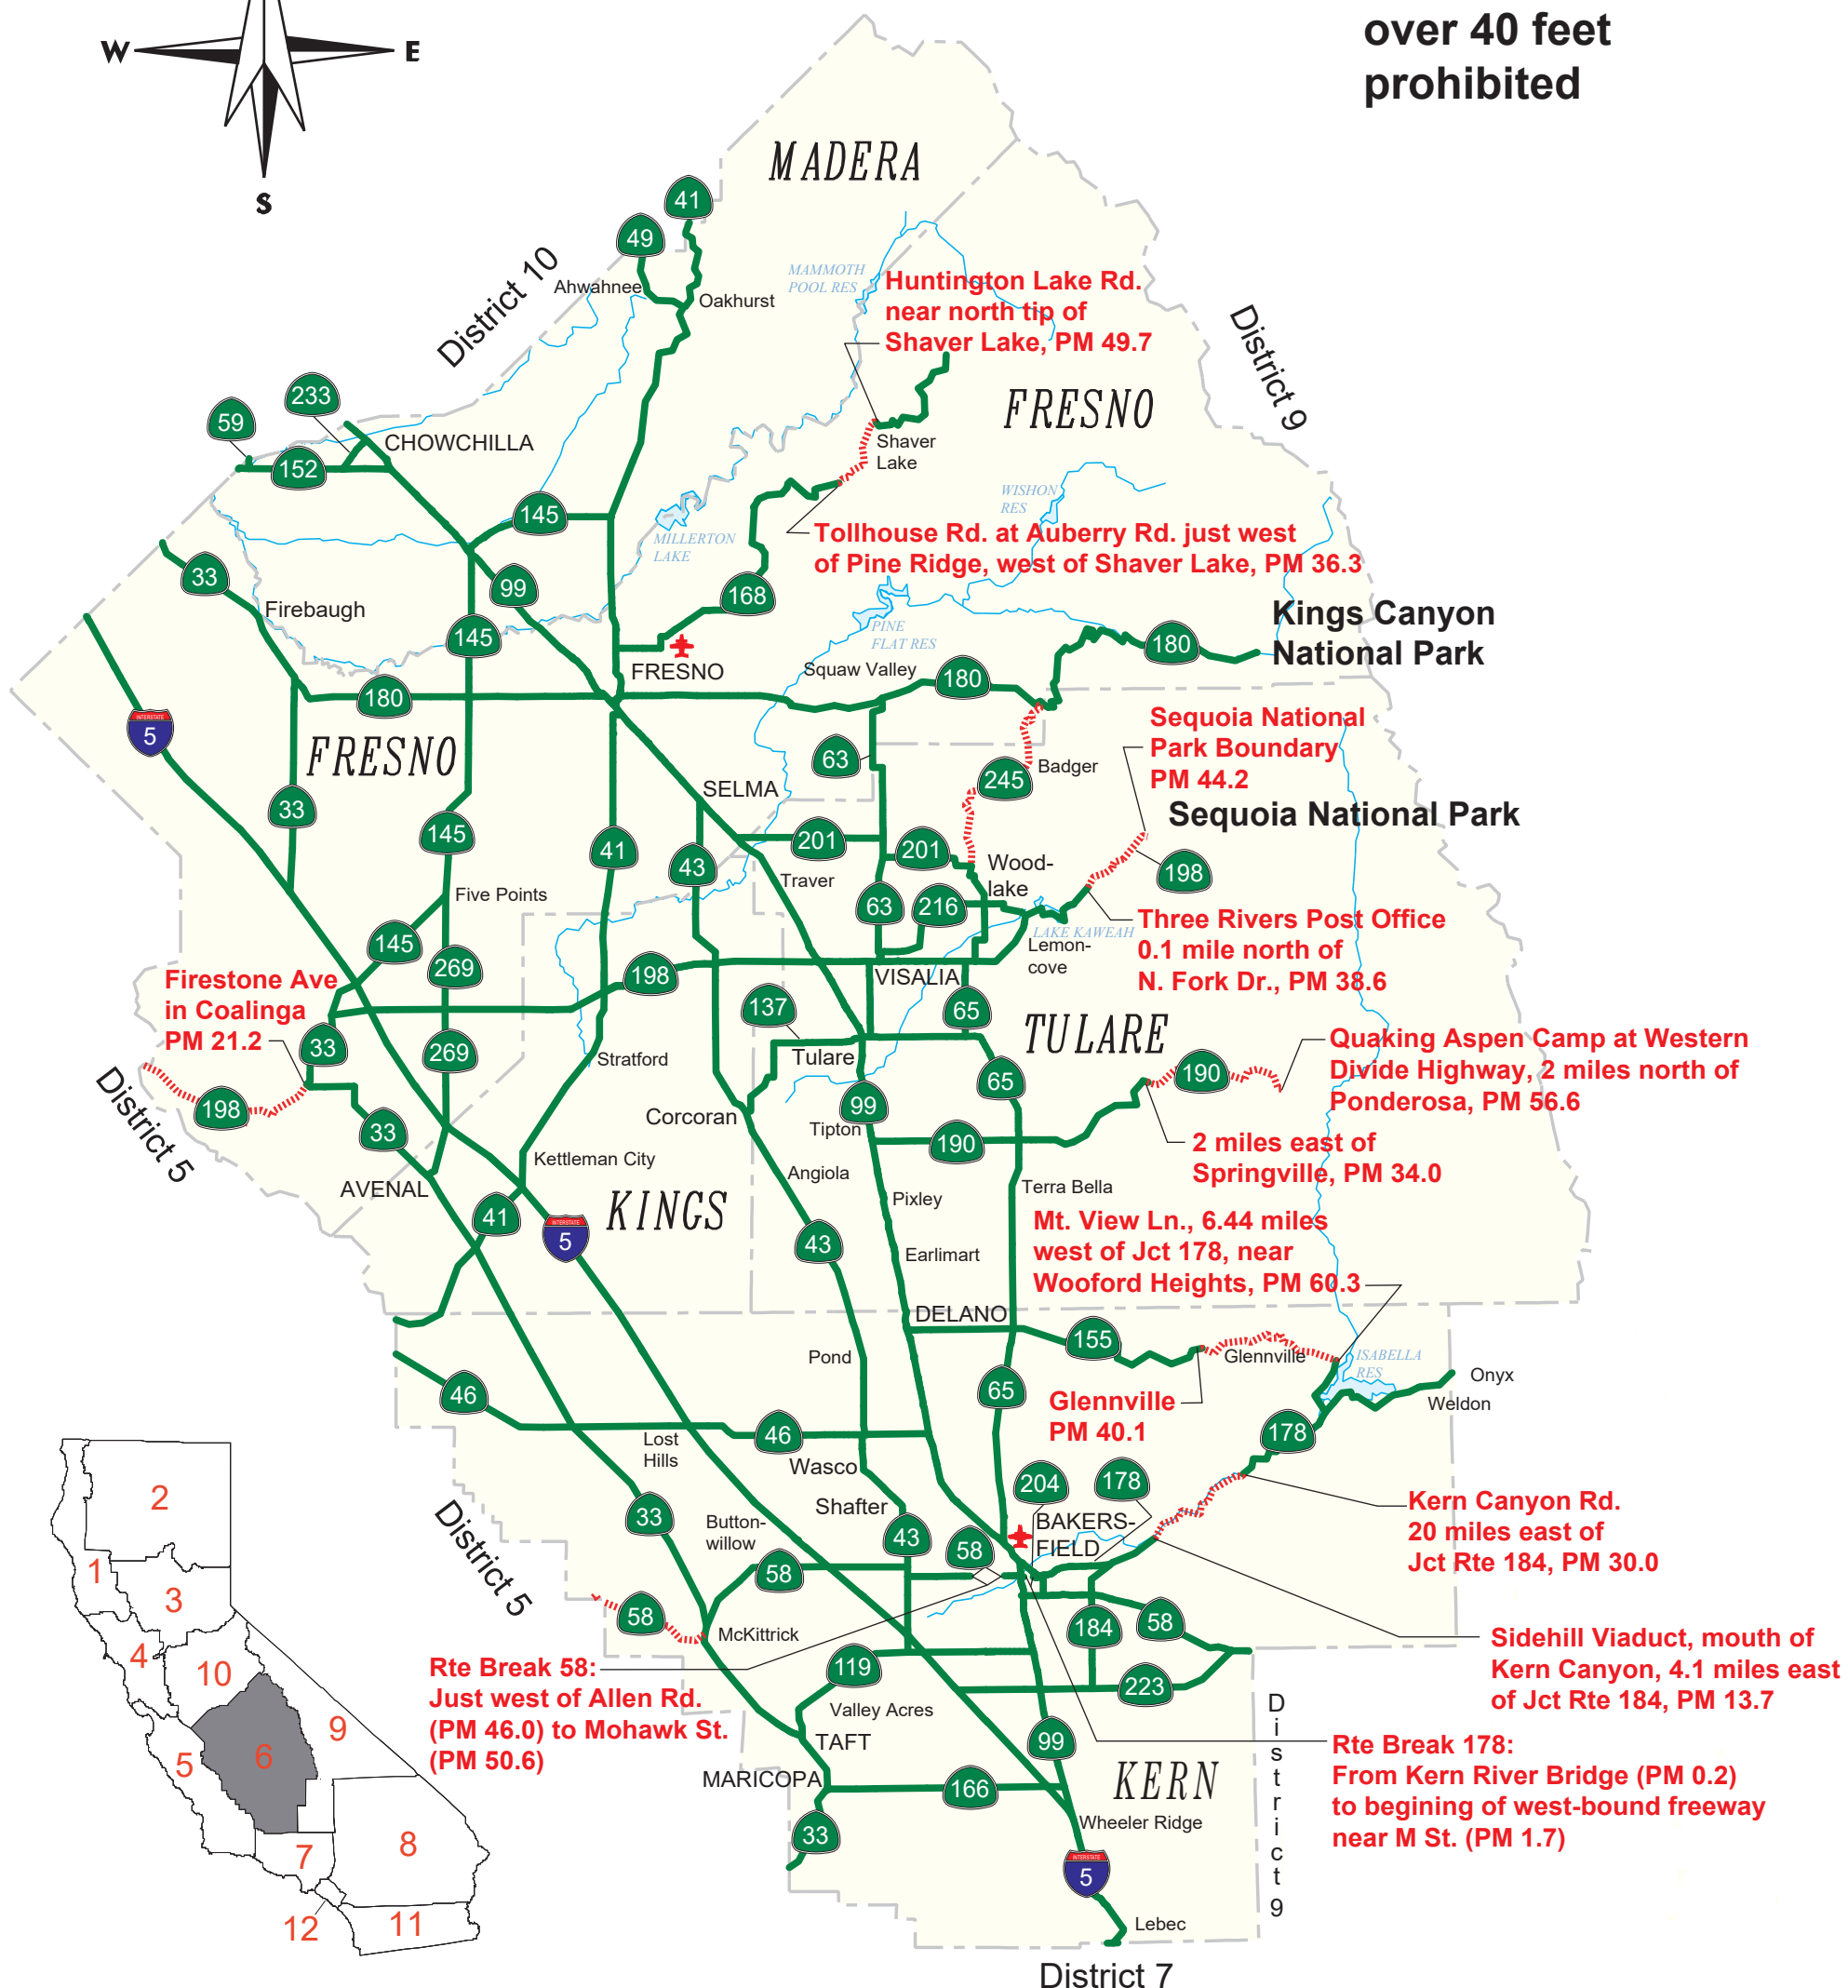 over 40 feet
prohibited
W
E
S
MADERA
41
49
District 10
Ahwahnee
Oakhurst
MAMMOTH
POOL RES
Huntington Lake Rd.
near north tip of
Shaver Lake, PM 49.7
District 9
FRESNO
233
59
CHOWCHILLA
152
Shaver
Lake
145
WISHON
RES
MILLERTON
LAKE
Tollhouse Rd. at Auberry Rd. just west
of Pine Ridge, west of Shaver Lake, PM 36.3
33
99
168
Firebaugh
145
PINE
FLAT RES
Kings Canyon
National Park
180
FRESNO
Squaw Valley
180
180
INTERSTATE
5
FRESNO
Sequoia National
Park Boundary
PM 44.2
63
245
Badger
SELMA
33
145
41
43
201
201
Sequoia National Park
Traver
Wood-
lake
198
Five Points
63
216
Three Rivers Post Office
0.1 mile north of
N. Fork Dr., PM 38.6
LAKE KAWEAH
Lemon-
cove
145
269
198
VISALIA
Firestone Ave
in Coalinga
PM 21.2
137
65
TULARE
33
269
Stratford
Tulare
Quaking Aspen Camp at Western
Divide Highway, 2 miles north of
Ponderosa, PM 56.6
65
190
District 5
198
33
Corcoran
99
Tipton
190
2 miles east of
Springville, PM 34.0
Kettleman City
AVENAL
Angiola
Pixley
Terra Bella
41
KINGS
INTERSTATE
5
43
Earlimart
Mt. View Ln., 6.44 miles
west of Jct 178, near
Wooford Heights, PM 60.3
DELANO
155
Glennville
ISABELLA
RES
Pond
46
65
Onyx
Weldon
Glennville
PM 40.1
178
46
Lost
Hills
Wasco
204
178
Kern Canyon Rd.
20 miles east of
Jct Rte 184, PM 30.0
Shafter
33
Button-
willow
43
58
BAKERS-
FIELD
District 5
58
58
McKittrick
184
58
Sidehill Viaduct, mouth of
Kern Canyon, 4.1 miles east
of Jct Rte 184, PM 13.7
Rte Break 58:
Just west of Allen Rd.
(PM 46.0) to Mohawk St.
(PM 50.6)
119
Valley Acres
223
District 9
TAFT
99
Rte Break 178:
From Kern River Bridge (PM 0.2)
to begining of west-bound freeway
near M St. (PM 1.7)
MARICOPA
166
KERN
33
Wheeler Ridge
INTERSTATE
5
Lebec
District 7
2
1
3
4
10
9
5
6
7
8
12
11